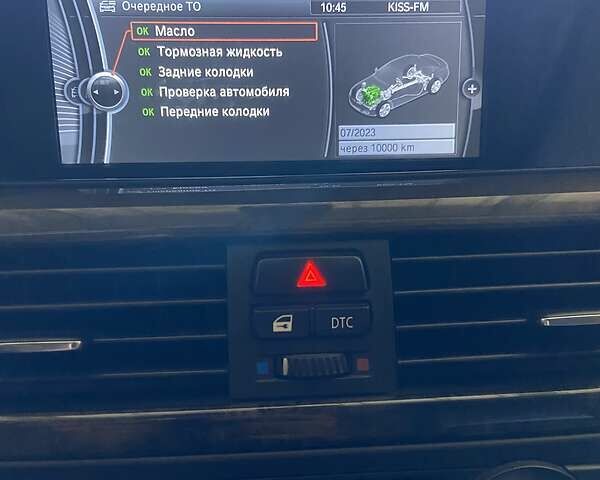 Очередное ТО 10:45 KISS-FM
OK Масло
OK Тормозная жидкость
OK Задние колодки
OK Проверка автомобиля
OK Передние колодки
07/2023
через 10000 km
DTC